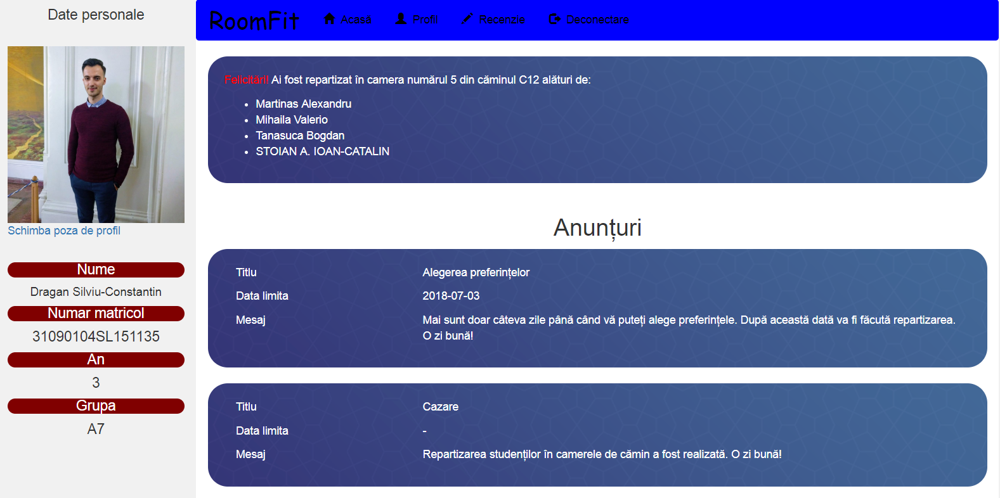 Date personale
Schimba poza de profil
Nume
Dragan Silviu-Constantin
Numar matricol
31090104SL151135
An
3
Grupa
A7
RoomFit Acasă Profil Recenzie Deconectare
Felicitări! Ai fost repartizat în camera numărul 5 din căminul C12 alături de:
Martinas Alexandru
Mihaila Valerio
Tanasuca Bogdan
STOIAN A. IOAN-CATALIN
Anunțuri
Titlu Alegerea preferințelor
Data limita 2018-07-03
Mesaj Mai sunt doar câteva zile până când vă puteți alege preferințele. După această dată va fi făcută repartizarea.
O zi bună!
Titlu Cazare
Data limita -
Mesaj Repartizarea studenților în camerele de cămin a fost realizată. O zi bună!